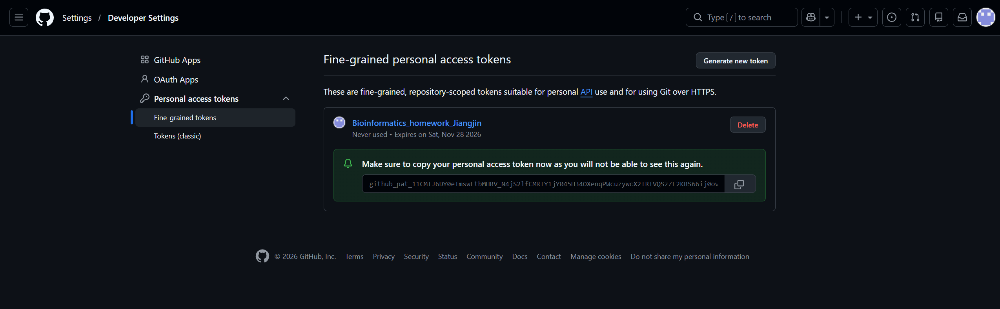 Settings / Developer Settings
Type / to search
GitHub Apps
OAuth Apps
Personal access tokens
Fine-grained tokens
Tokens (classic)
Fine-grained personal access tokens
Generate new token
These are fine-grained, repository-scoped tokens suitable for personal API use and for using Git over HTTPS.
Bioinformatics_homework_Jiangjin
Delete
Never used • Expires on Sat, Nov 28 2026
Make sure to copy your personal access token now as you will not be able to see this again.
github_pat_11CMTJ6DY0eImswFtbMHRV_N4jS2lfCMRIY1jY045H34OXenqPWcuzywcX2IRTVQSzZE2KBS66ij0ov
© 2026 GitHub, Inc. Terms Privacy Security Status Community Docs Contact Manage cookies Do not share my personal information